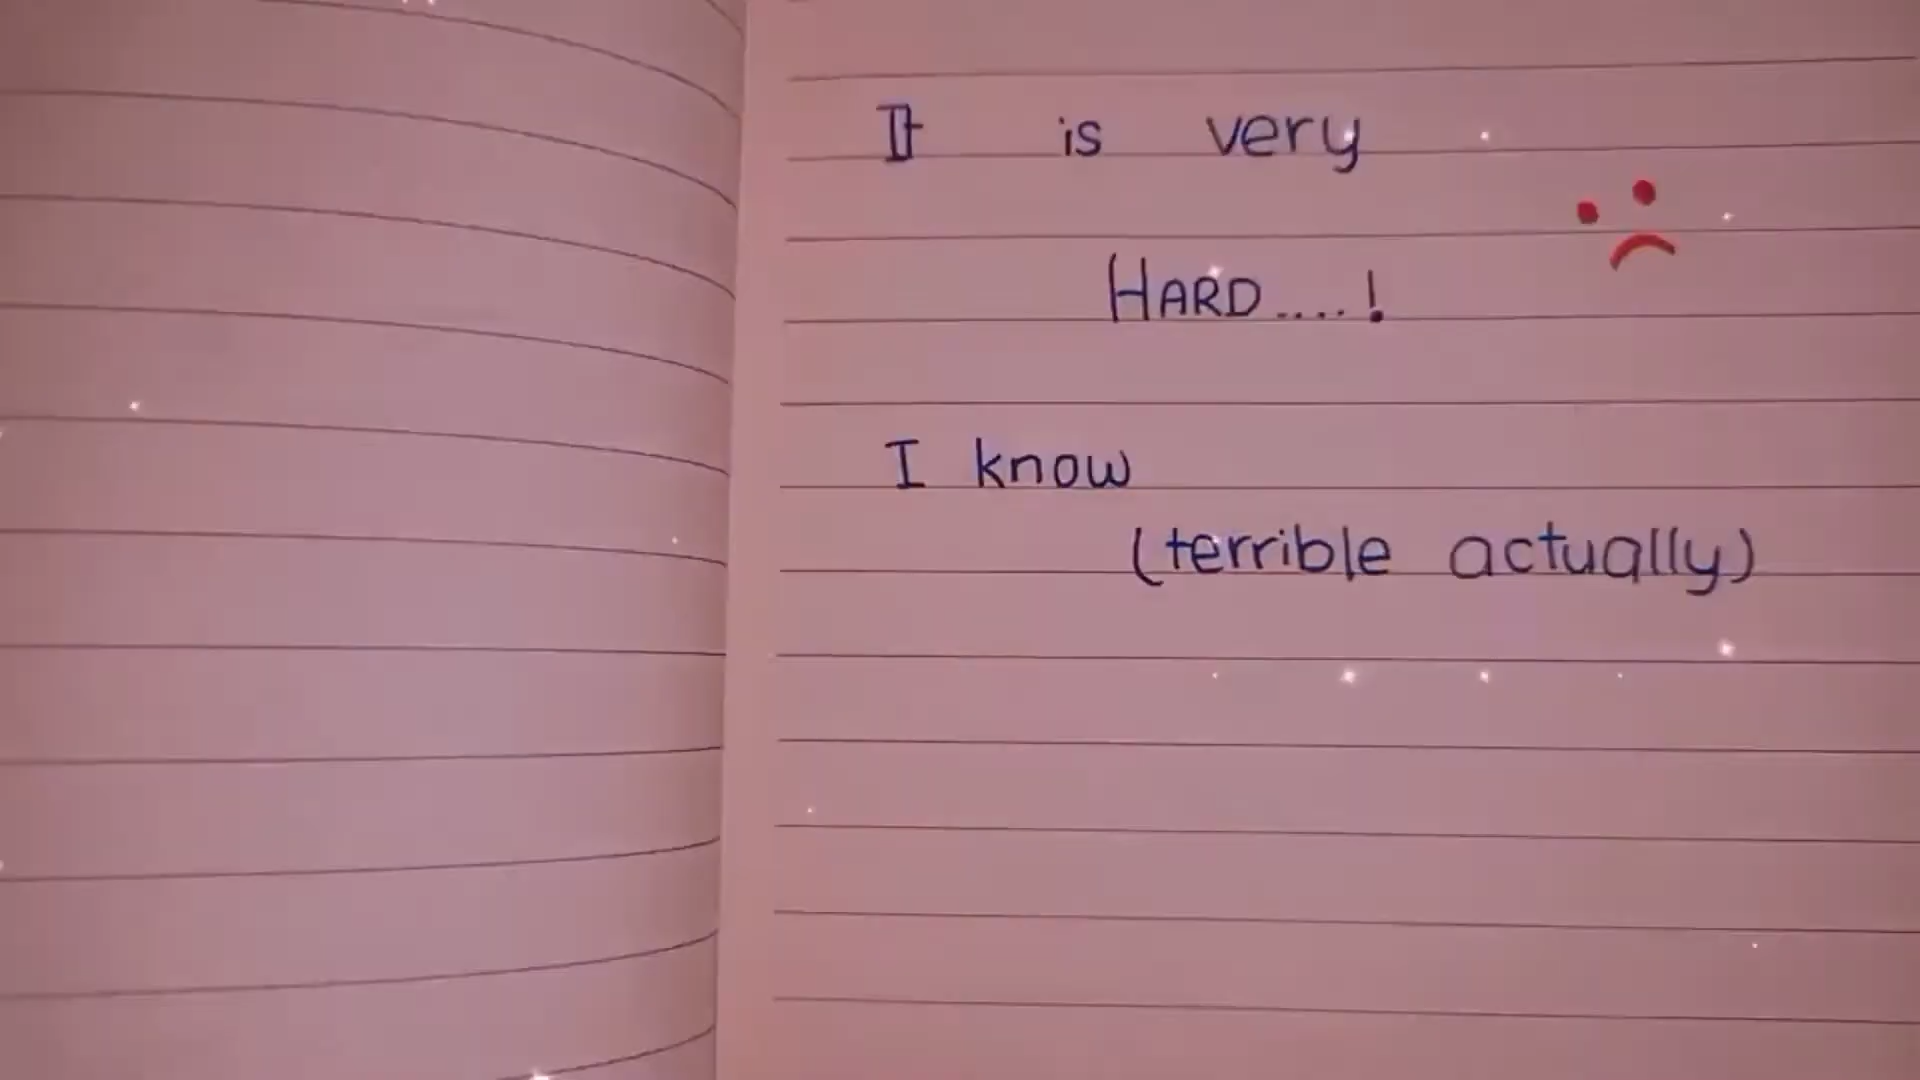 It is very
HARD....!
I know
(terrible actually)